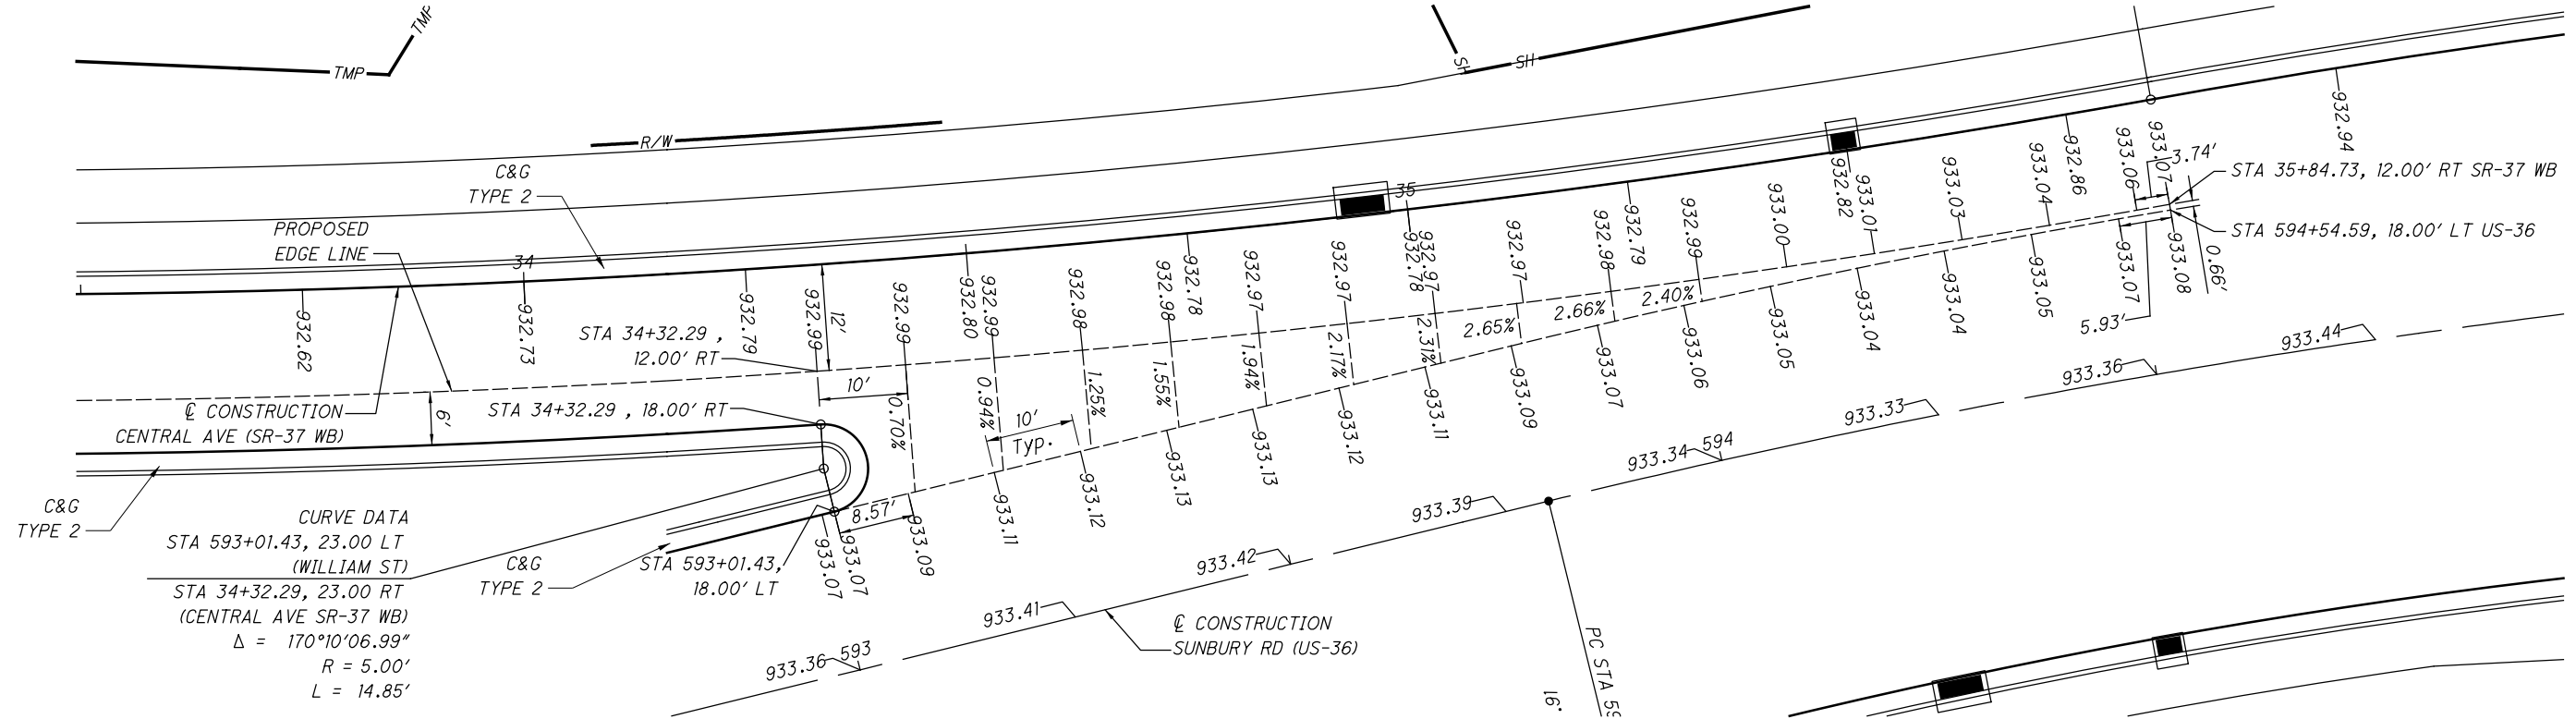 TMP
TMP
SH
SH
R/W
C&G
TYPE 2
PROPOSED
EDGE LINE
34
35
932.62
932.73
932.79
932.99
12'
932.99
932.80
932.99
932.98
932.98
932.78
932.97
932.97
932.78
932.97
932.97
932.98
932.79
932.99
933.00
932.82
933.01
933.03
933.04
932.86
933.06
933.07
3.74'
932.94
STA 35+84.73, 12.00' RT SR-37 WB
STA 594+54.59, 18.00' LT US-36
0.66'
5.93'
STA 34+32.29 ,
12.00' RT
10'
℄ CONSTRUCTION
CENTRAL AVE (SR-37 WB)
6'
STA 34+32.29 , 18.00' RT
0.70%
0.94%
1.25%
1.55%
1.94%
2.17%
2.31%
2.65%
2.66%
2.40%
10'
Typ.
C&G
TYPE 2
CURVE DATA
STA 593+01.43, 23.00 LT
(WILLIAM ST)
STA 34+32.29, 23.00 RT
(CENTRAL AVE SR-37 WB)
Δ = 170°10'06.99"
R = 5.00'
L = 14.85'
C&G
TYPE 2
STA 593+01.43,
18.00' LT
8.57'
933.07
933.07
933.09
933.11
933.12
933.13
933.13
933.12
933.11
933.09
933.07
933.06
933.05
933.04
933.04
933.05
933.07
933.08
933.36
593
933.41
933.42
933.39
933.34
594
933.33
933.36
933.44
℄ CONSTRUCTION
SUNBURY RD (US-36)
PC STA 59
16'